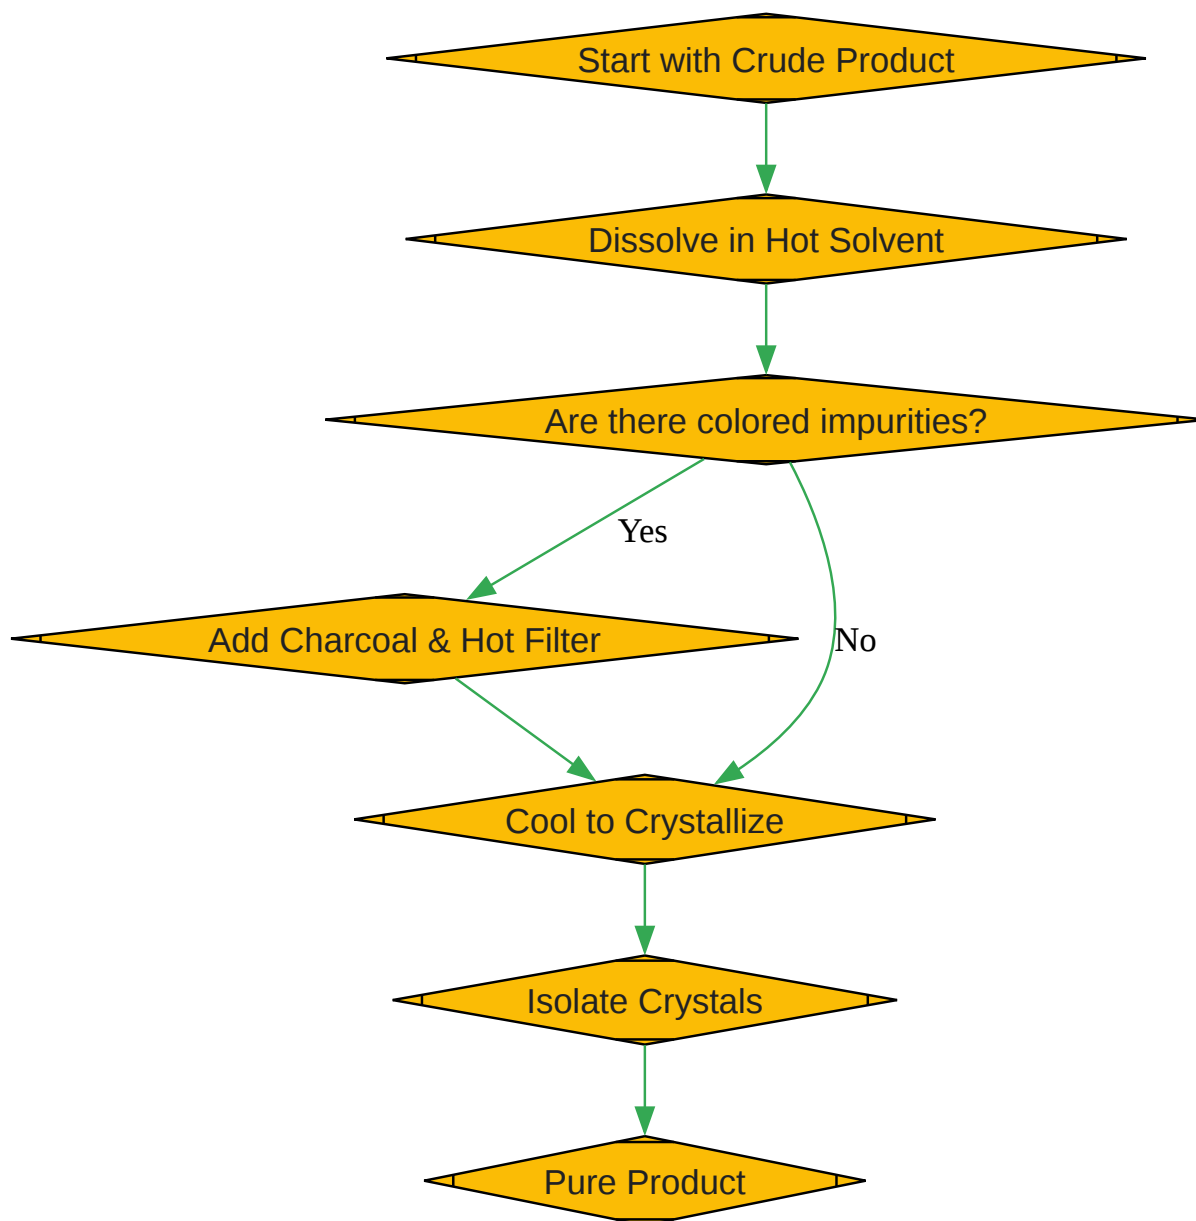 Start with Crude Product
Dissolve in Hot Solvent
Are there colored impurities?
Yes
Add Charcoal & Hot Filter
No
Cool to Crystallize
Isolate Crystals
Pure Product